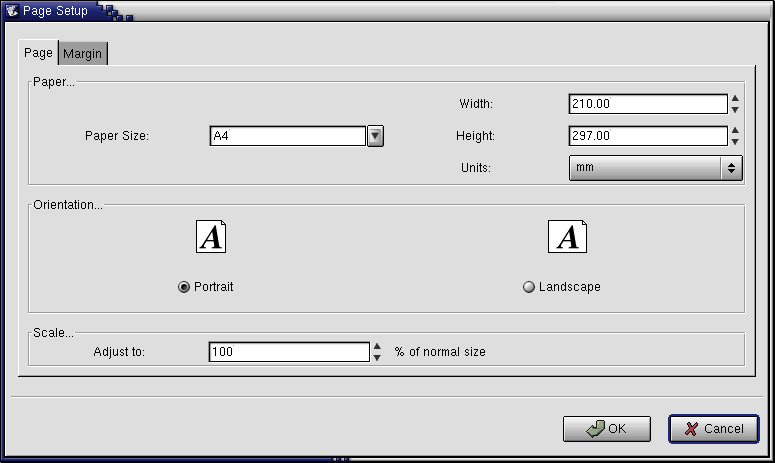 Page Setup
Page Margin
Paper...
Width: 210.00
Paper Size: A4
Height: 297.00
Units: mm
Orientation...
A A
Portrait Landscape
Scale...
Adjust to: 100 % of normal size
OK Cancel